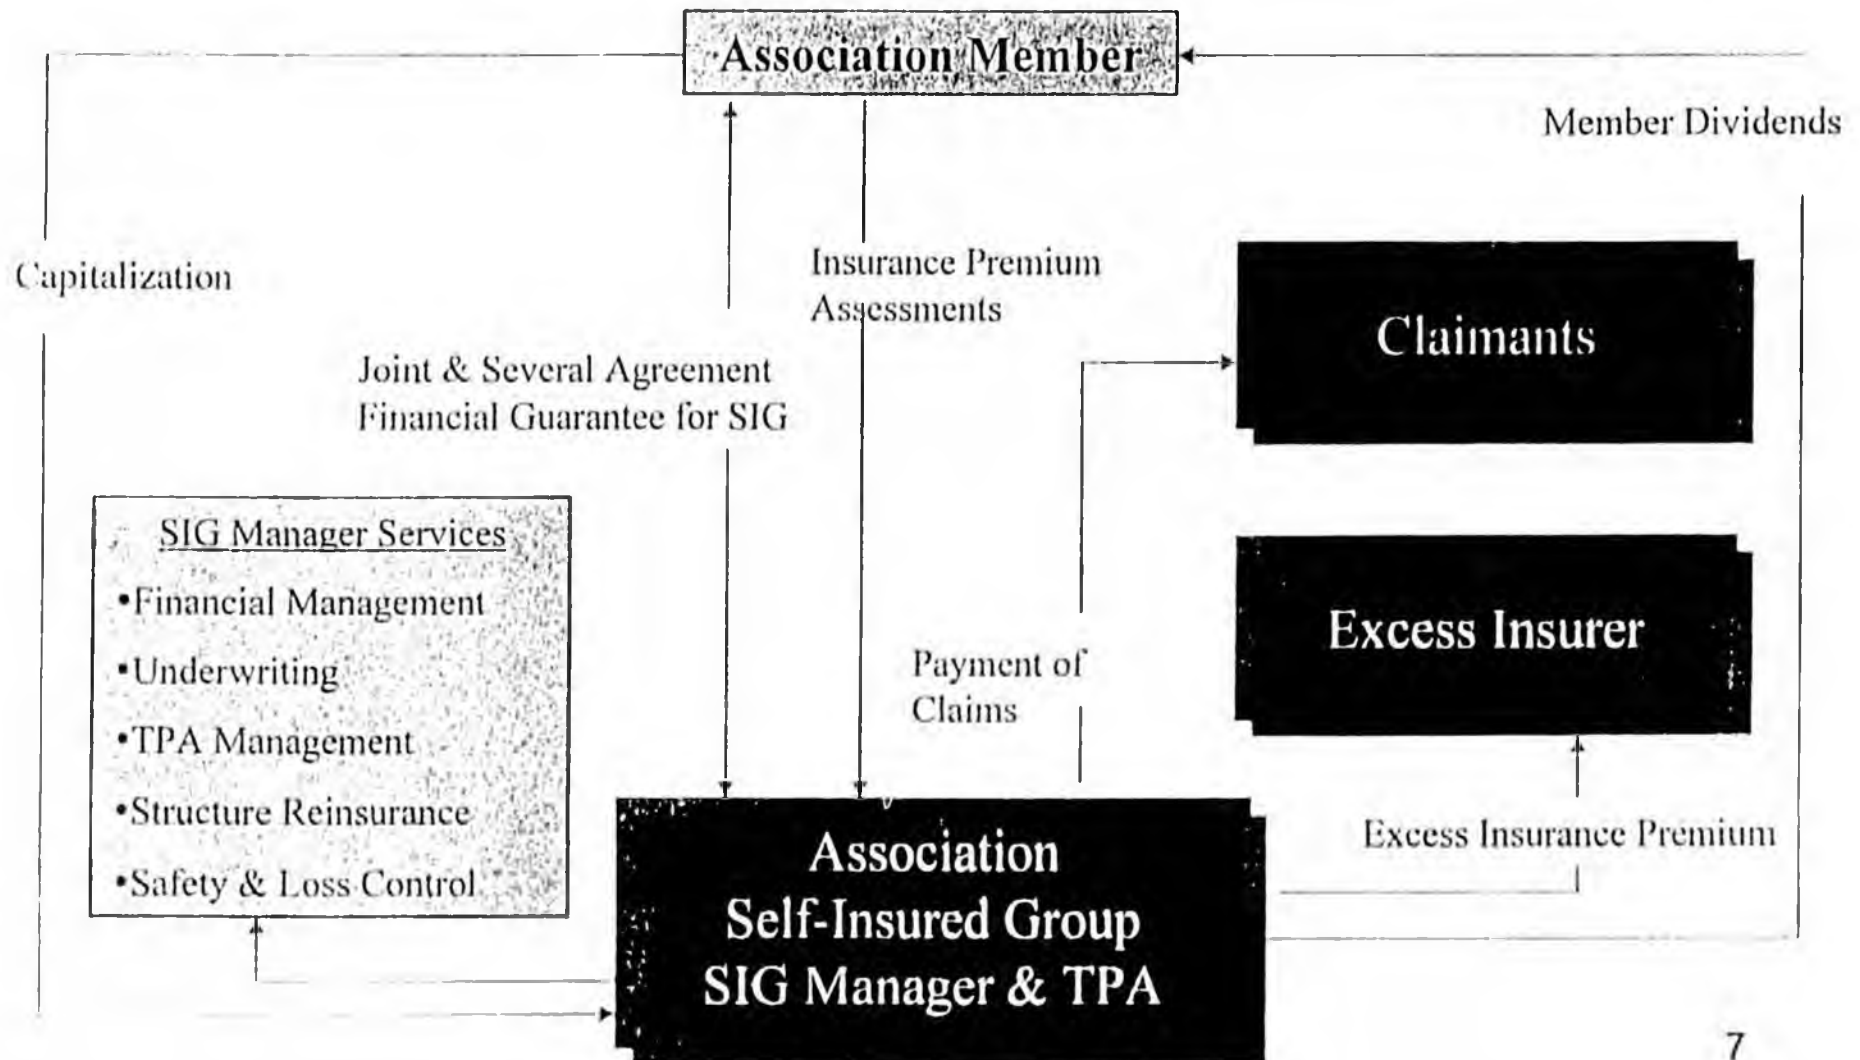 Association Member
Member Dividends
Capitalization
Insurance Premium
Assessments
Claimants
Joint & Several Agreement
Financial Guarantee for SIG
SIG Manager Services
•Financial Management
•Underwriting
•TPA Management
•Structure Reinsurance
•Safety & Loss Control
Excess Insurer
Payment of
Claims
Excess Insurance Premium
Association
Self-Insured Group
SIG Manager & TPA
7